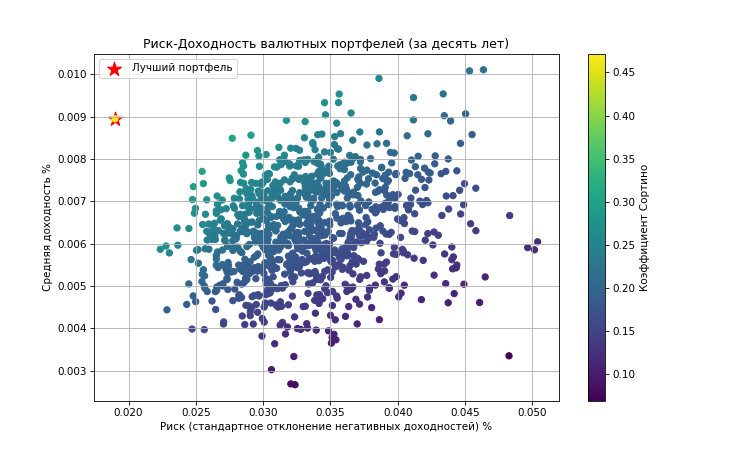 Риск-Доходность валютных портфелей (за десять лет)
Лучший портфель
0.010
0.009
0.008
0.007
0.006
0.005
0.004
0.003
Средняя доходность %
0.020 0.025 0.030 0.035 0.040 0.045 0.050
Риск (стандартное отклонение негативных доходностей) %
0.45
0.40
0.35
0.30
0.25
0.20
0.15
0.10
Коэффициент Сортино